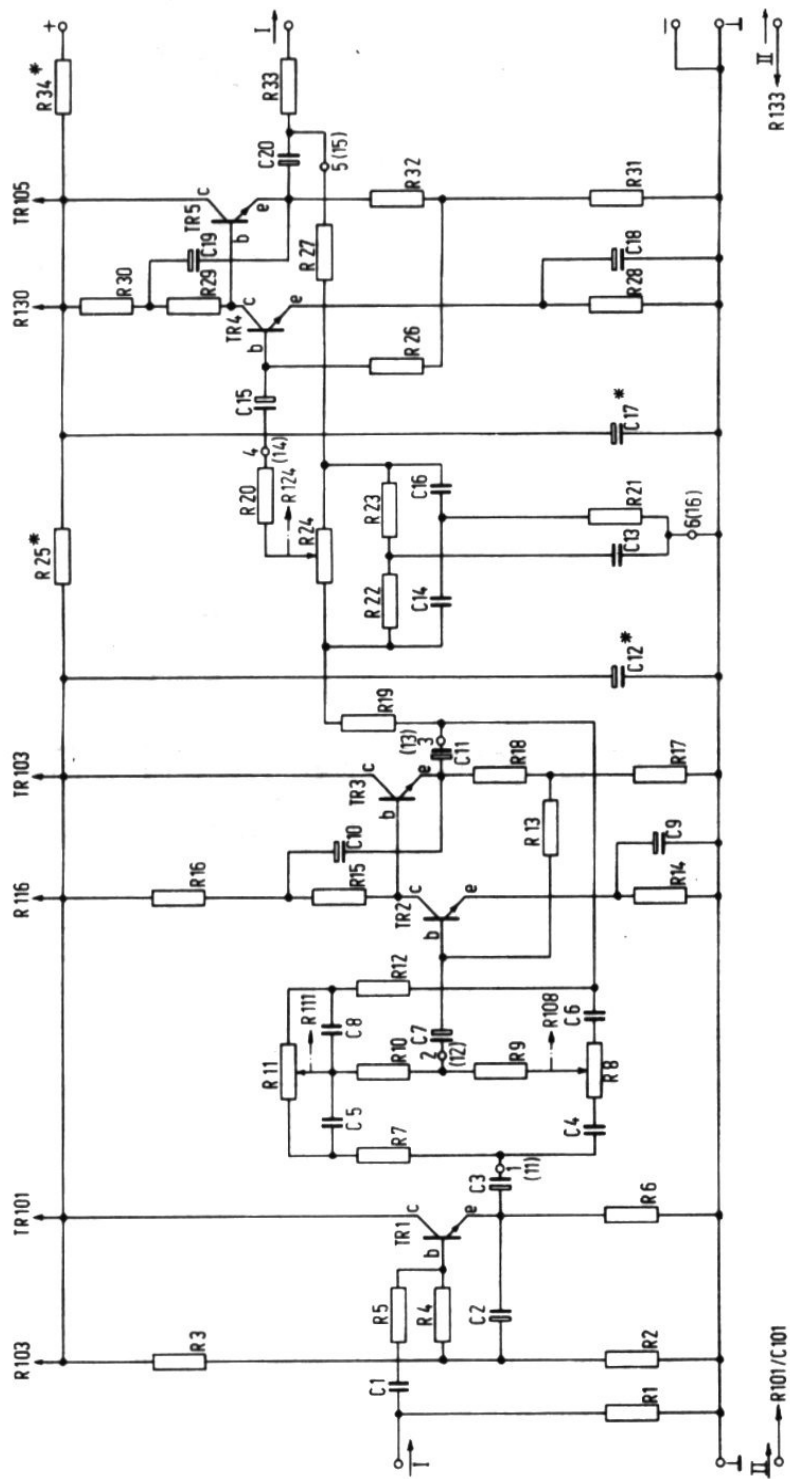 R103
TR101
R116
TR103
R130
TR105
R3
R16
R25*
R30
R34*
+
R11
R111
C5
C8
R7
R10
R12
R15
C10
TR3
b
c
e
R29
C19
TR5
b
c
e
C1
R5
R4
TR1
b
c
e
C2
C3
1
(11)
2
(12)
C7
TR2
b
c
e
C11
3
(13)
R19
R20
4
(14)
C15
R124
R24
TR4
b
c
e
R27
C20
5(15)
R33
I
R9
R108
C4
R8
C6
R13
R18
R22
R23
C14
C16
R26
R32
I
R1
R2
R6
R14
C9
R17
C12*
C13
R21
6(16)
C17*
R28
C18
R31
−
⊥
⊥
II
R101/C101
R133
II